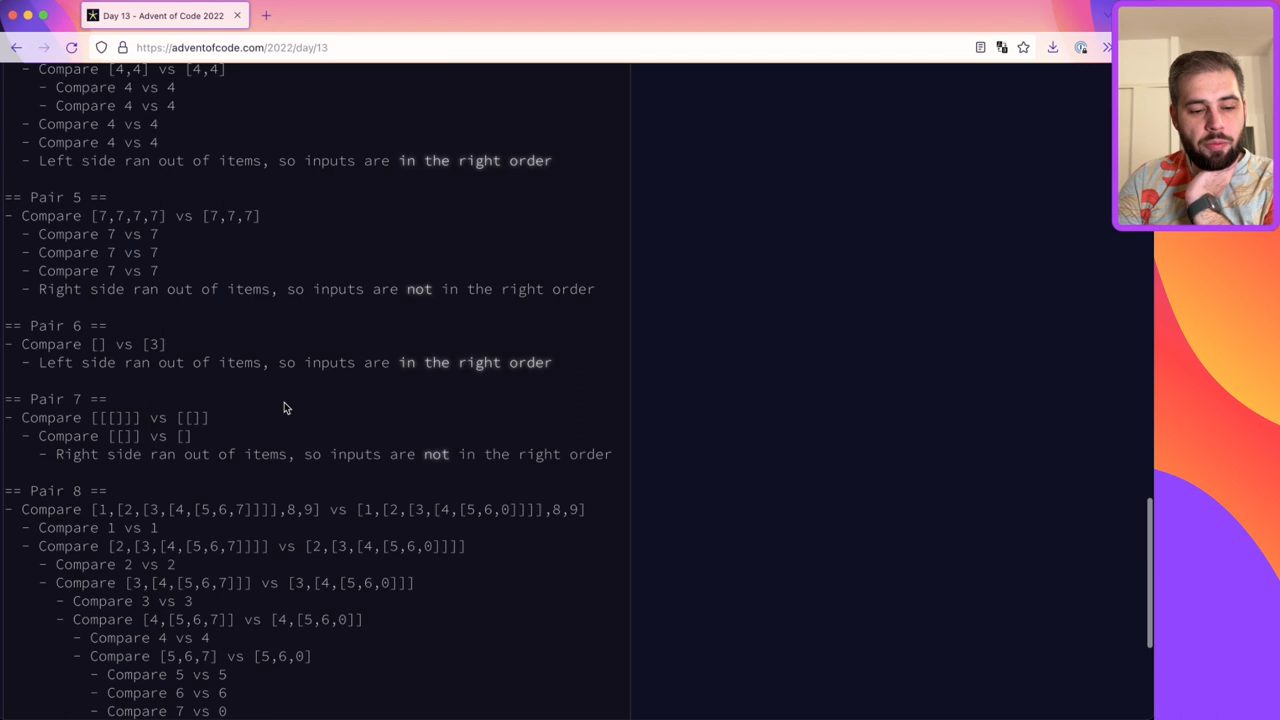 Day 13 - Advent of Code 2022
https://adventofcode.com/2022/day/13
- Compare [4,4] vs [4,4]
- Compare 4 vs 4
- Compare 4 vs 4
- Compare 4 vs 4
- Compare 4 vs 4
- Left side ran out of items, so inputs are in the right order
== Pair 5 ==
- Compare [7,7,7,7] vs [7,7,7]
- Compare 7 vs 7
- Compare 7 vs 7
- Compare 7 vs 7
- Right side ran out of items, so inputs are not in the right order
== Pair 6 ==
- Compare [] vs [3]
- Left side ran out of items, so inputs are in the right order
== Pair 7 ==
- Compare [[[]]] vs [[]]
- Compare [[]] vs []
- Right side ran out of items, so inputs are not in the right order
== Pair 8 ==
- Compare [1,[2,[3,[4,[5,6,7]]]],8,9] vs [1,[2,[3,[4,[5,6,0]]]],8,9]
- Compare 1 vs 1
- Compare [2,[3,[4,[5,6,7]]]] vs [2,[3,[4,[5,6,0]]]]
- Compare 2 vs 2
- Compare [3,[4,[5,6,7]]] vs [3,[4,[5,6,0]]]
- Compare 3 vs 3
- Compare [4,[5,6,7]] vs [4,[5,6,0]]
- Compare 4 vs 4
- Compare [5,6,7] vs [5,6,0]
- Compare 5 vs 5
- Compare 6 vs 6
- Compare 7 vs 0